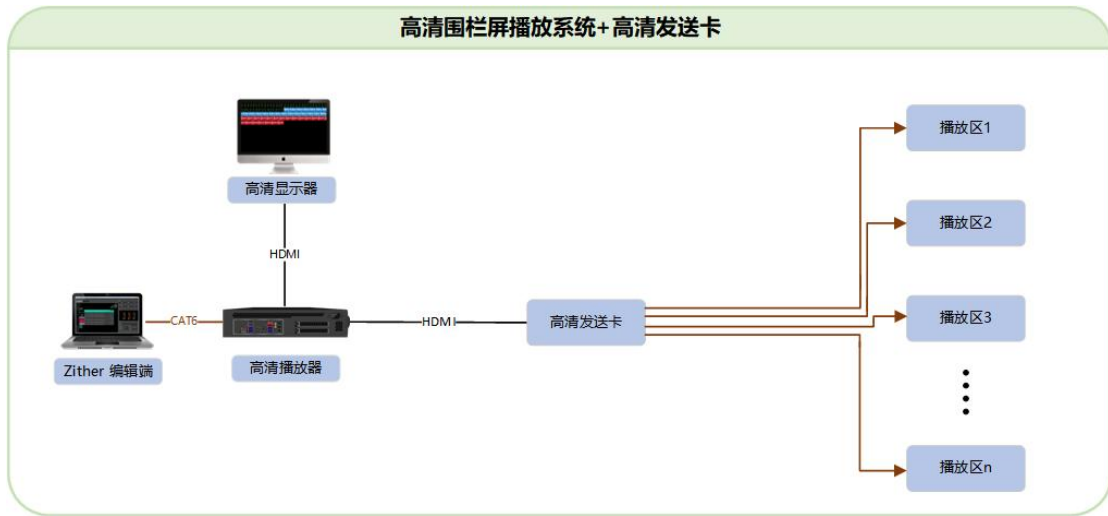 高清围栏屏播放系统+高清发送卡
高清显示器
HDMI
Zither 编辑端
CAT6
高清播放器
HDMI
高清发送卡
播放区1
播放区2
播放区3
播放区n